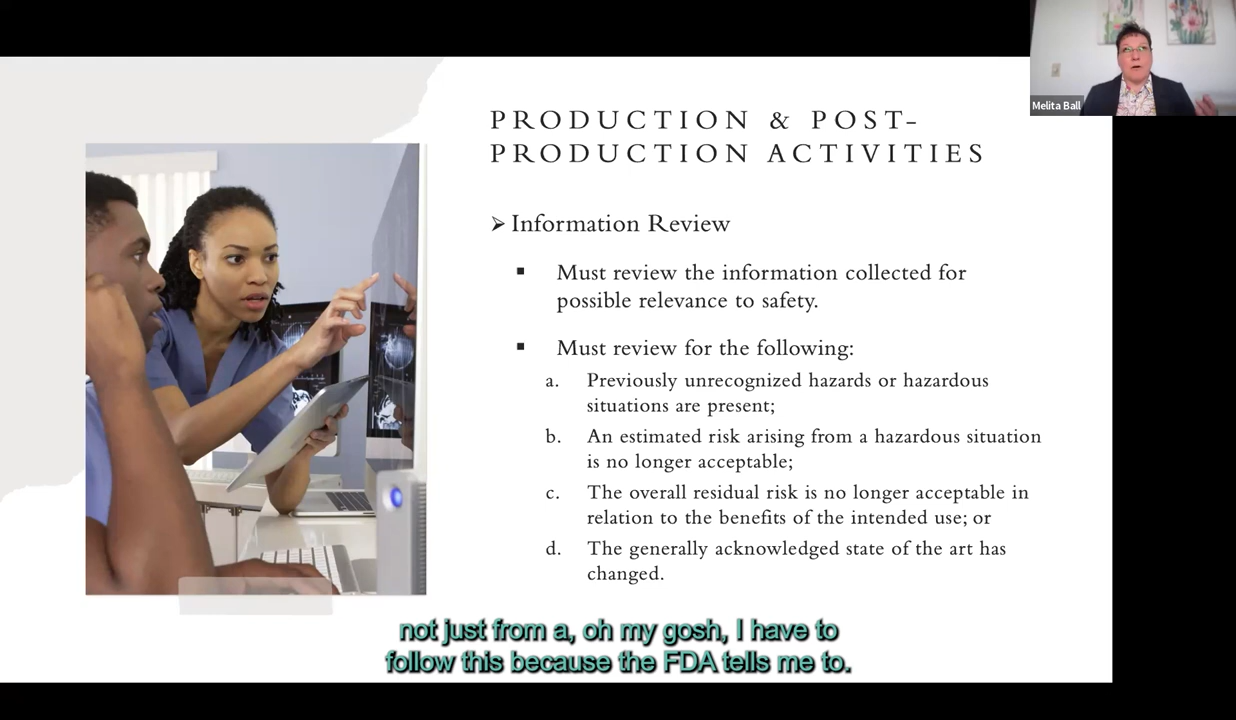 Melita Ball
PRODUCTION & POST-
PRODUCTION ACTIVITIES
➢ Information Review
▪ Must review the information collected for
possible relevance to safety.
▪ Must review for the following:
a. Previously unrecognized hazards or hazardous
situations are present;
b. An estimated risk arising from a hazardous situation
is no longer acceptable;
c. The overall residual risk is no longer acceptable in
relation to the benefits of the intended use; or
d. The generally acknowledged state of the art has
changed.
not just from a, oh my gosh, I have to
follow this because the FDA tells me to.